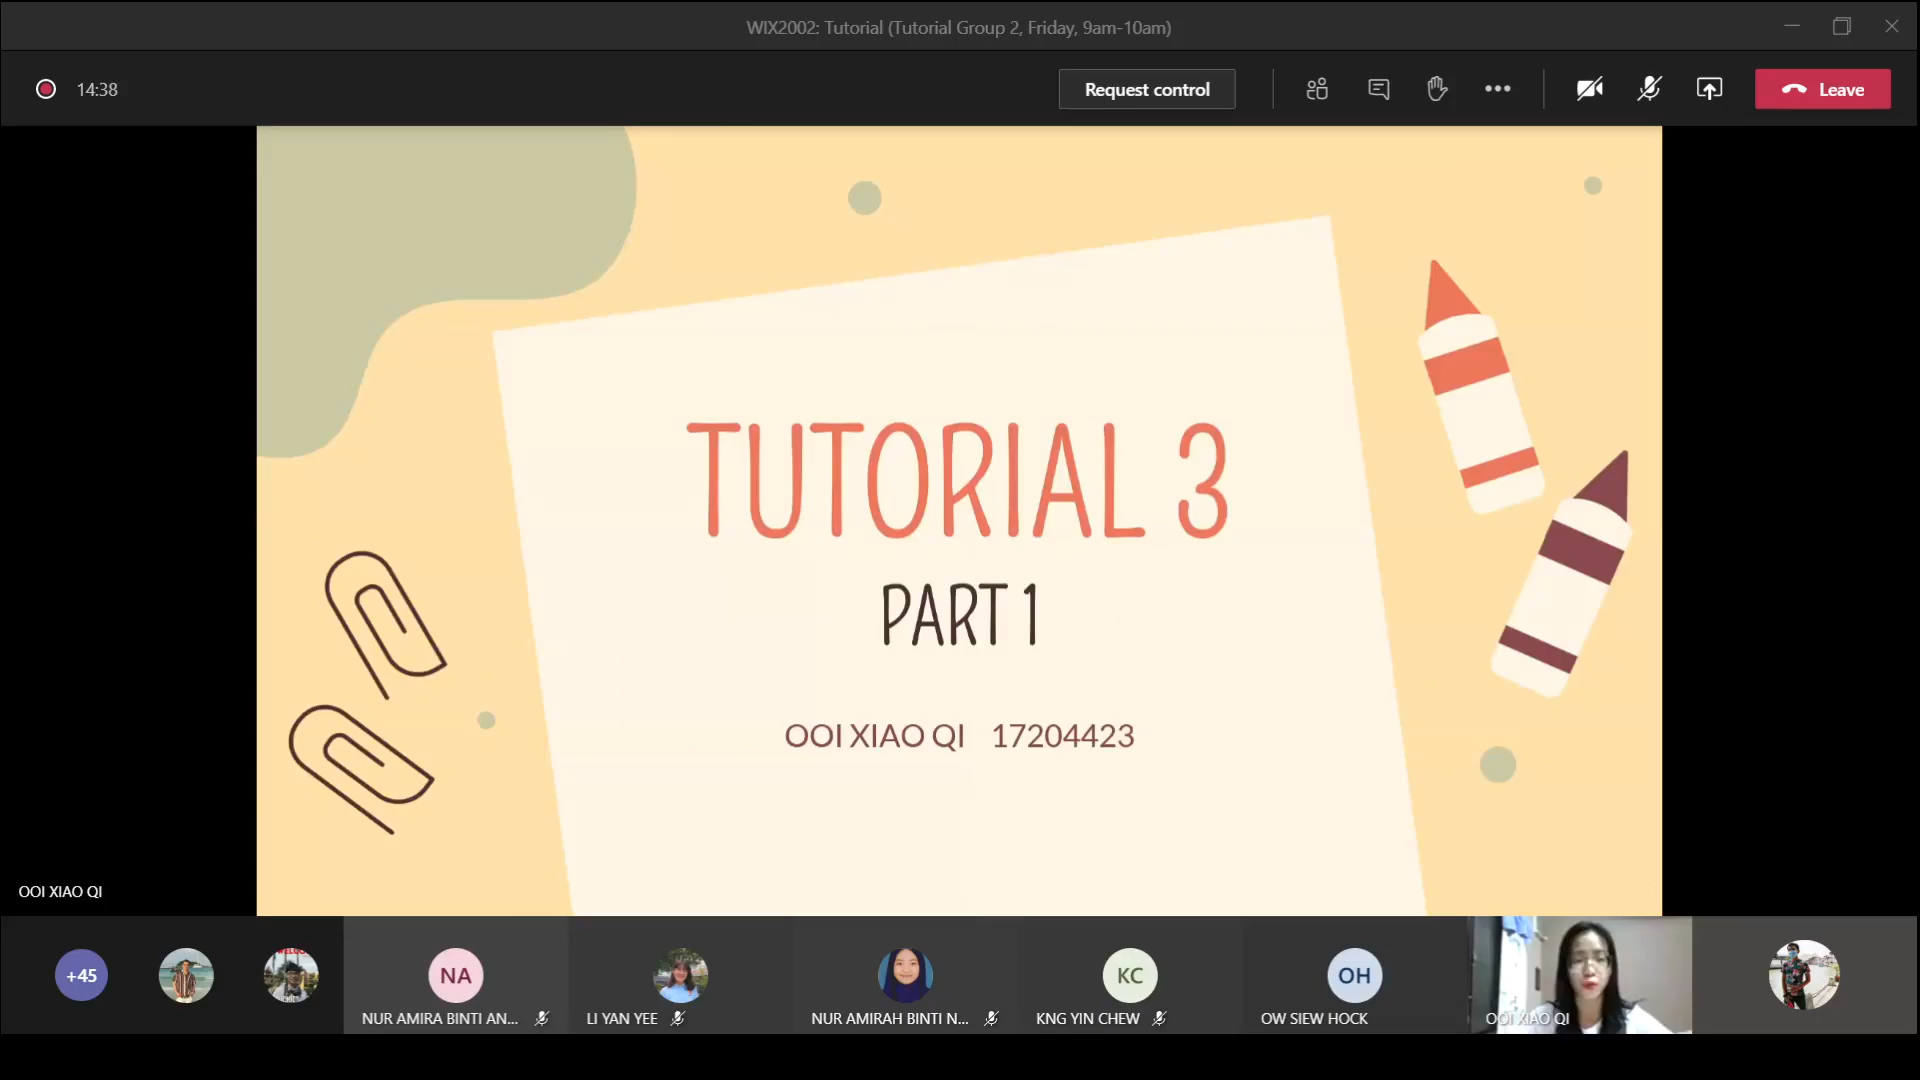 WIX2002: Tutorial (Tutorial Group 2, Friday, 9am-10am)
14:38
Request control
Leave
TUTORIAL 3
PART 1
OOI XIAO QI 17204423
OOI XIAO QI
+45
NA
KC
OH
NUR AMIRA BINTI AN...
LI YAN YEE
NUR AMIRAH BINTI N...
KNG YIN CHEW
OW SIEW HOCK
OOI XIAO QI